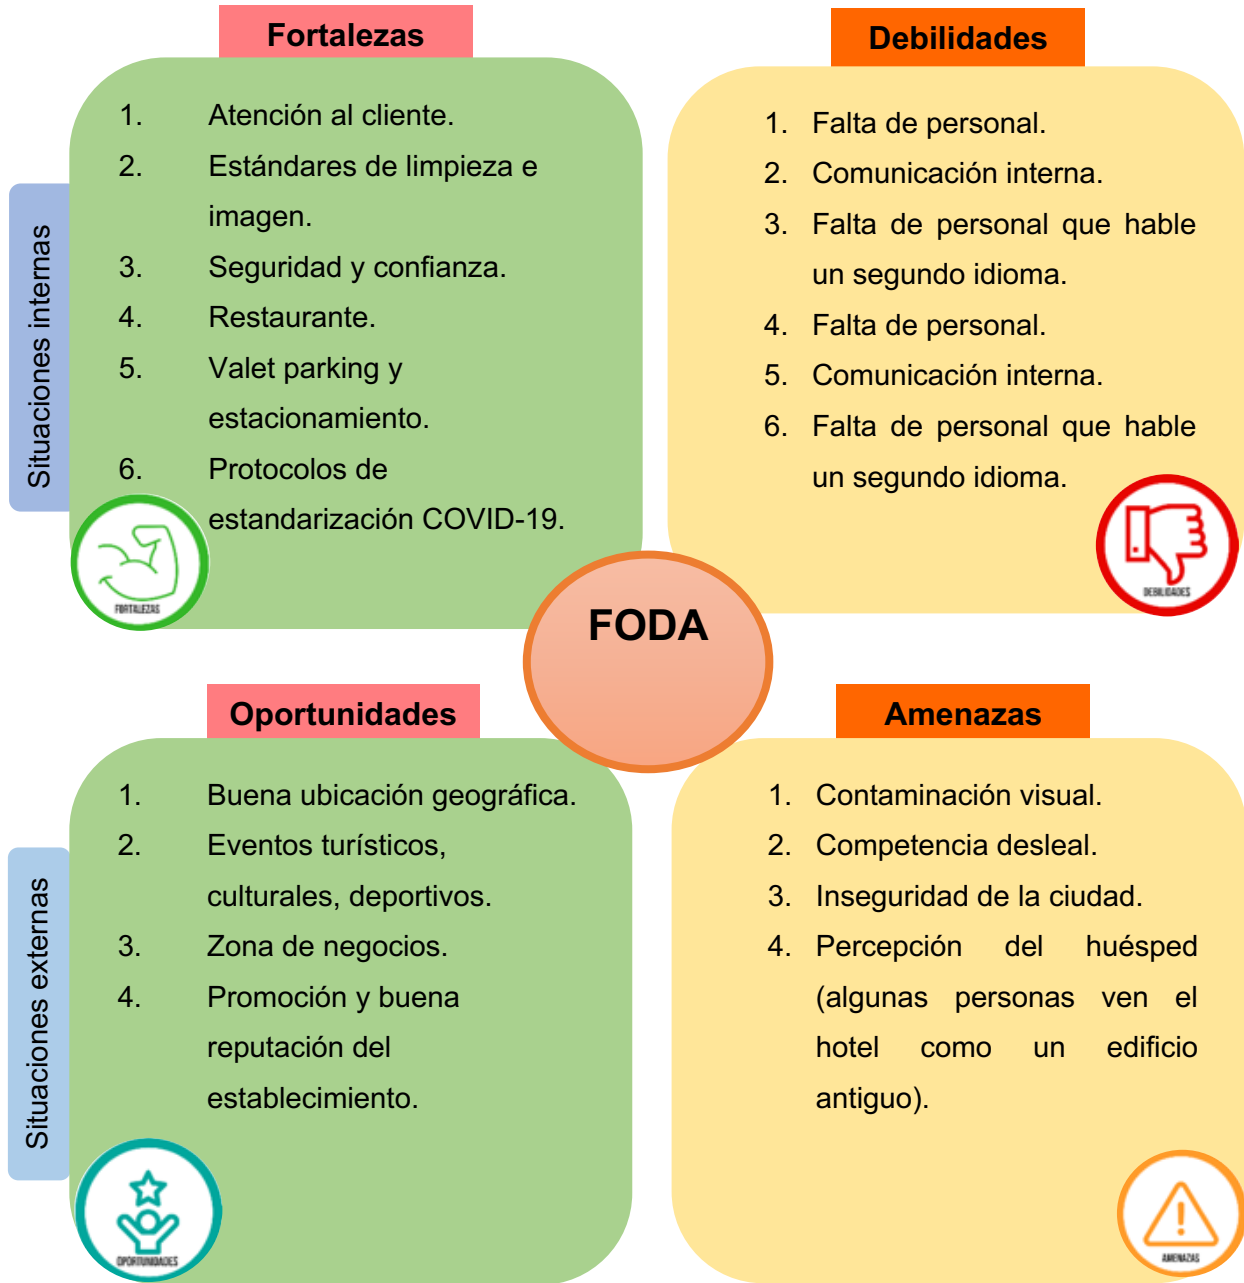 Fortalezas
1. Atención al cliente.
2. Estándares de limpieza e
imagen.
3. Seguridad y confianza.
4. Restaurante.
5. Valet parking y
estacionamiento.
6. Protocolos de
estandarización COVID-19.
FORTALEZAS
Situaciones internas
Debilidades
1. Falta de personal.
2. Comunicación interna.
3. Falta de personal que hable
un segundo idioma.
4. Falta de personal.
5. Comunicación interna.
6. Falta de personal que hable
un segundo idioma.
DEBILIDADES
FODA
Oportunidades
1. Buena ubicación geográfica.
2. Eventos turísticos,
culturales, deportivos.
3. Zona de negocios.
4. Promoción y buena
reputación del
establecimiento.
OPORTUNIDADES
Situaciones externas
Amenazas
1. Contaminación visual.
2. Competencia desleal.
3. Inseguridad de la ciudad.
4. Percepción del huésped
(algunas personas ven el
hotel como un edificio
antiguo).
AMENAZAS